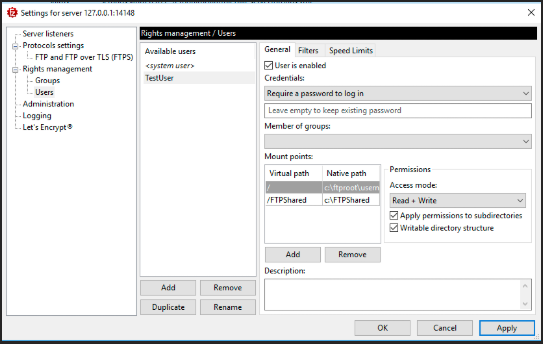 Settings for server 127.0.0.1:14148
Server listeners
Protocols settings
FTP and FTP over TLS (FTPS)
Rights management
Groups
Users
Administration
Logging
Let's Encrypt®
Rights management / Users
Available users
<system user>
TestUser
Add
Remove
Duplicate
Rename
General
Filters
Speed Limits
User is enabled
Credentials:
Require a password to log in
Leave empty to keep existing password
Member of groups:
Mount points:
Virtual path
Native path
/
c:\ftproot\usern
/FTPShared
c:\FTPShared
Add
Remove
Permissions
Access mode:
Read + Write
Apply permissions to subdirectories
Writable directory structure
Description:
OK
Cancel
Apply